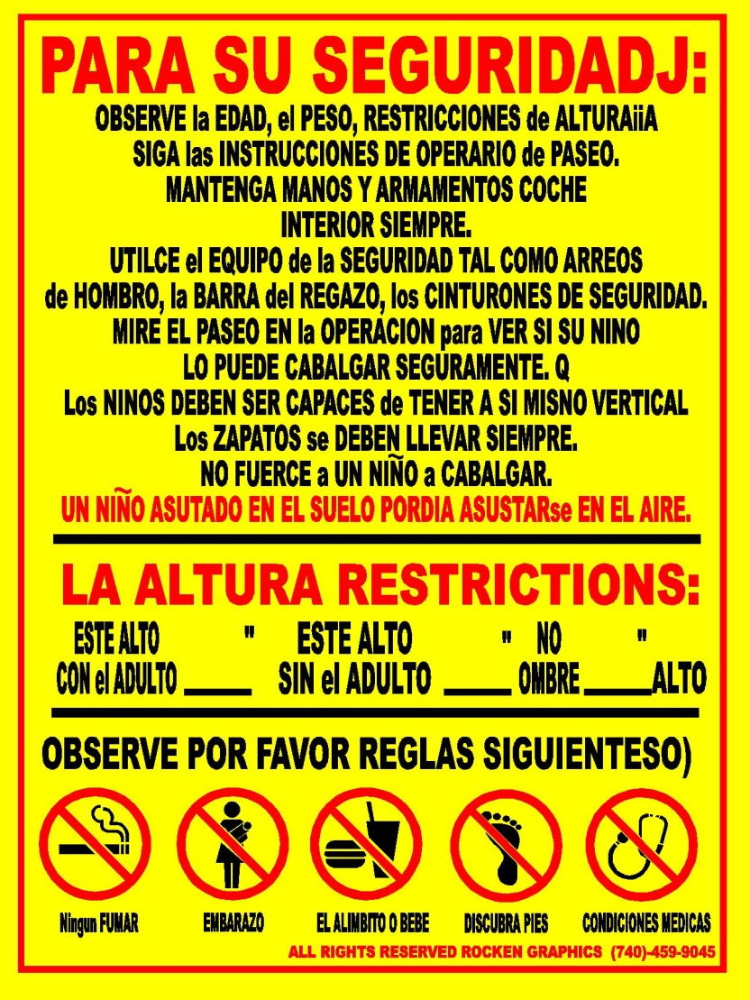 PARA SU SEGURIDADJ:
OBSERVE la EDAD, el PESO, RESTRICCIONES de ALTURAiiA
SIGA las INSTRUCCIONES DE OPERARIO de PASEO.
MANTENGA MANOS Y ARMAMENTOS COCHE
INTERIOR SIEMPRE.
UTILCE el EQUIPO de la SEGURIDAD TAL COMO ARREOS
de HOMBRO, la BARRA del REGAZO, los CINTURONES DE SEGURIDAD.
MIRE EL PASEO EN la OPERACION para VER SI SU NINO
LO PUEDE CABALGAR SEGURAMENTE. Q
Los NINOS DEBEN SER CAPACES de TENER A SI MISNO VERTICAL
Los ZAPATOS se DEBEN LLEVAR SIEMPRE.
NO FUERCE a UN NIÑO a CABALGAR.
UN NIÑO ASUTADO EN EL SUELO PORDIA ASUSTARse EN EL AIRE.
LA ALTURA RESTRICTIONS:
ESTE ALTO " ESTE ALTO " NO "
CON el ADULTO _____ SIN el ADULTO _____ OMBRE _____ ALTO
OBSERVE POR FAVOR REGLAS SIGUIENTESO)
Ningun FUMAR EMBARAZO EL ALIMBITO O BEBE DISCUBRA PIES CONDICIONES MEDICAS
ALL RIGHTS RESERVED ROCKEN GRAPHICS (740)-459-9045